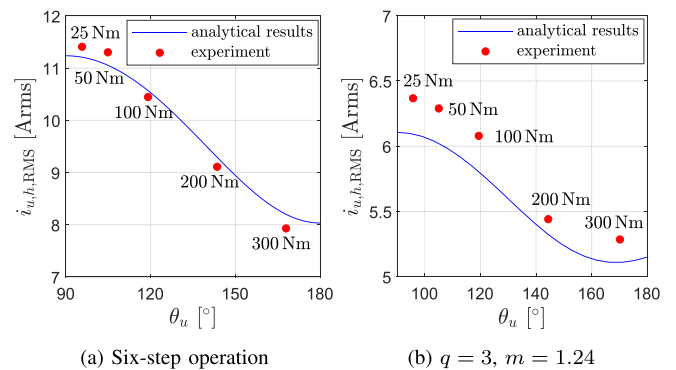 12
11
10
9
8
7
90
120
150
180
i_{u,h,RMS} [Arms]
θ_u [°]
analytical results
experiment
25 Nm
50 Nm
100 Nm
200 Nm
300 Nm
(a) Six-step operation
7
6.5
6
5.5
5
100
120
140
160
180
i_{u,h,RMS} [Arms]
θ_u [°]
analytical results
experiment
25 Nm
50 Nm
100 Nm
200 Nm
300 Nm
(b) q = 3, m = 1.24